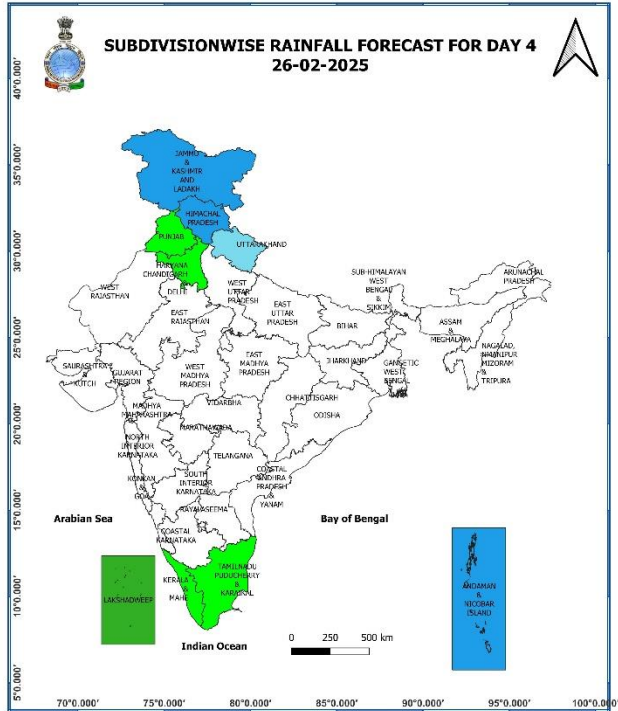 SUBDIVISIONWISE RAINFALL FORECAST FOR DAY 4
26-02-2025
40°0.000'
35°0.000'
30°0.000'
25°0.000'
20°0.000'
15°0.000'
10°0.000'
5°0.000'
JAMMU
&
KASHMIR
AND
LADAKH
HIMACHAL
PRADESH
PUNJAB
UTTARAKHAND
HARYANA
CHANDIGARH
&
DELHI
WEST
RAJASTHAN
WEST
UTTAR
PRADESH
EAST
RAJASTHAN
EAST
UTTAR
PRADESH
SUB-HIMALAYAN
WEST
BENGAL
&
SIKKIM
ARUNACHAL
PRADESH
BIHAR
ASSAM
&
MEGHALAYA
NAGALAD,
MIZORAM
&
TRIPURA
SAURASHTRA
&
KUTCH
GUJARAT
REGION
WEST
MADHYA
PRADESH
EAST
MADHYA
PRADESH
JHARKHAND
GANGETIC
WEST
BENGAL
CHHATTISGARH
ODISHA
VIDARBHA
MADHYA
MAHARASHTRA
MARATHAWADA
NORTH
INTERIOR
KARNATAKA
TELANGANA
KONKAN
&
GOA
SOUTH
INTERIOR
KARNATAKA
COASTAL
ANDHRA
PRADESH
&
YANAM
RAYALASEEMA
COASTAL
KARNATAKA
Arabian Sea
Bay of Bengal
KERALA
&
MAHE
TAMILNADU
PUDUCHERRY
&
KARAIKAL
LAKSHADWEEP
ANDAMAN
&
NICOBAR
ISLAND
Indian Ocean
0 250 500 km
70°0.000' 75°0.000' 80°0.000' 85°0.000' 90°0.000' 95°0.000' 100°0.000'